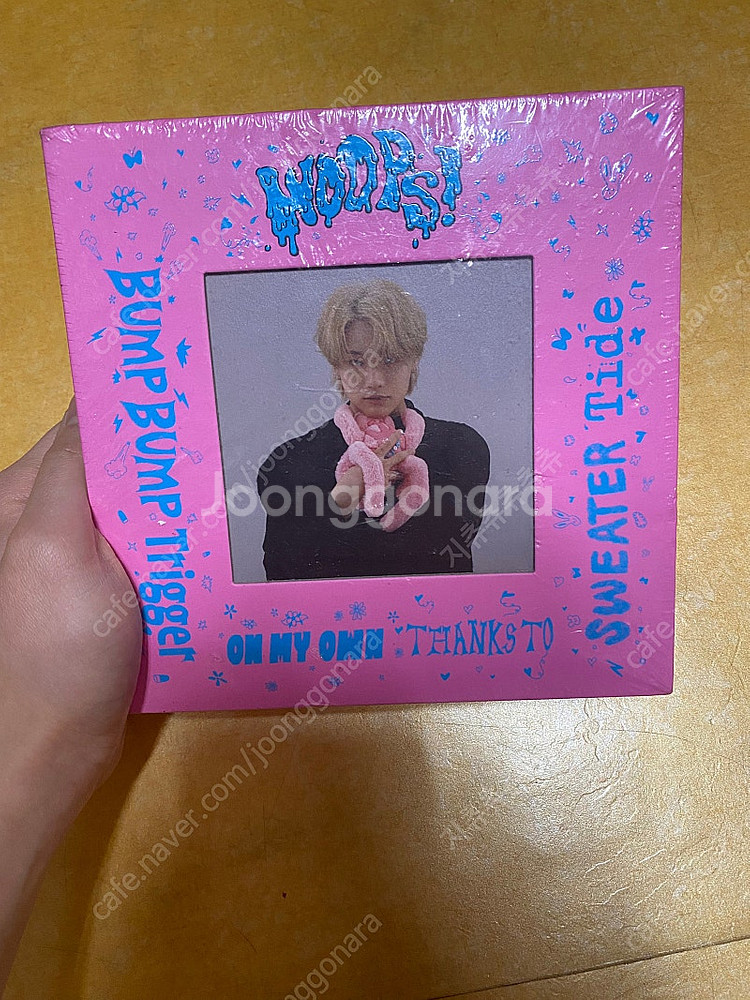 WOOPS!
BUMP BUMP Trigger
SWEATER Tide
ON MY OWN
THANKS TO
Joonggonara
cafe.naver.com/joonggonara